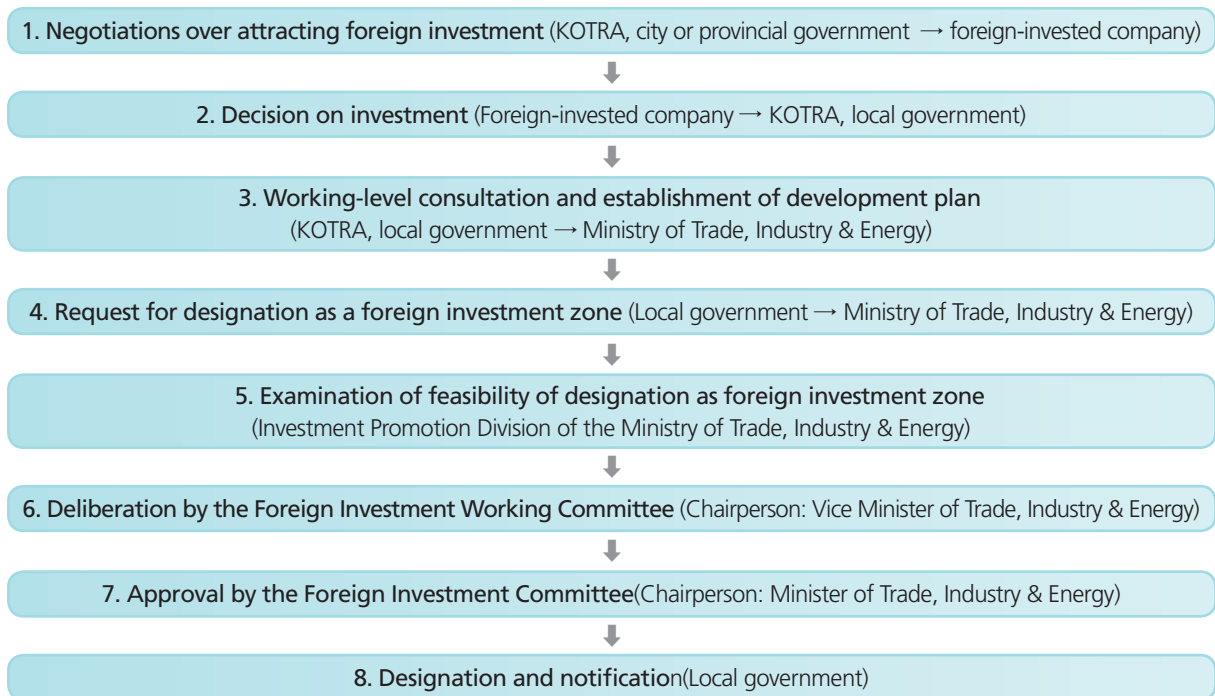 1. Negotiations over attracting foreign investment (KOTRA, city or provincial government → foreign-invested company)
2. Decision on investment (Foreign-invested company → KOTRA, local government)
3. Working-level consultation and establishment of development plan
(KOTRA, local government → Ministry of Trade, Industry & Energy)
4. Request for designation as a foreign investment zone (Local government → Ministry of Trade, Industry & Energy)
5. Examination of feasibility of designation as foreign investment zone
(Investment Promotion Division of the Ministry of Trade, Industry & Energy)
6. Deliberation by the Foreign Investment Working Committee (Chairperson: Vice Minister of Trade, Industry & Energy)
7. Approval by the Foreign Investment Committee(Chairperson: Minister of Trade, Industry & Energy)
8. Designation and notification(Local government)